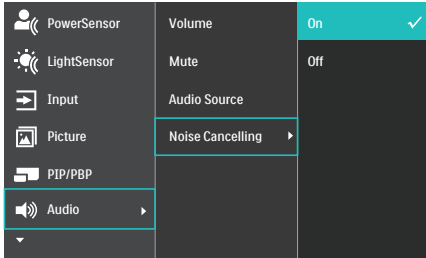 PowerSensor
LightSensor
Input
Picture
PIP/PBP
Audio
Volume
Mute
Audio Source
Noise Cancelling
On
Off